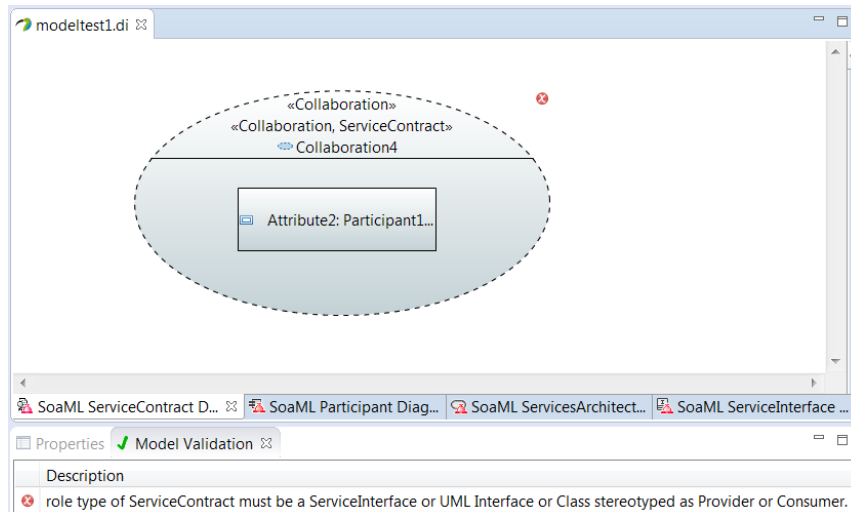 modeltest1.di
«Collaboration»
«Collaboration, ServiceContract»
Collaboration4
Attribute2: Participant1...
SoaML ServiceContract D... SoaML Participant Diag... SoaML ServicesArchitect... SoaML ServiceInterface ...
Properties Model Validation
Description
role type of ServiceContract must be a ServiceInterface or UML Interface or Class stereotyped as Provider or Consumer.